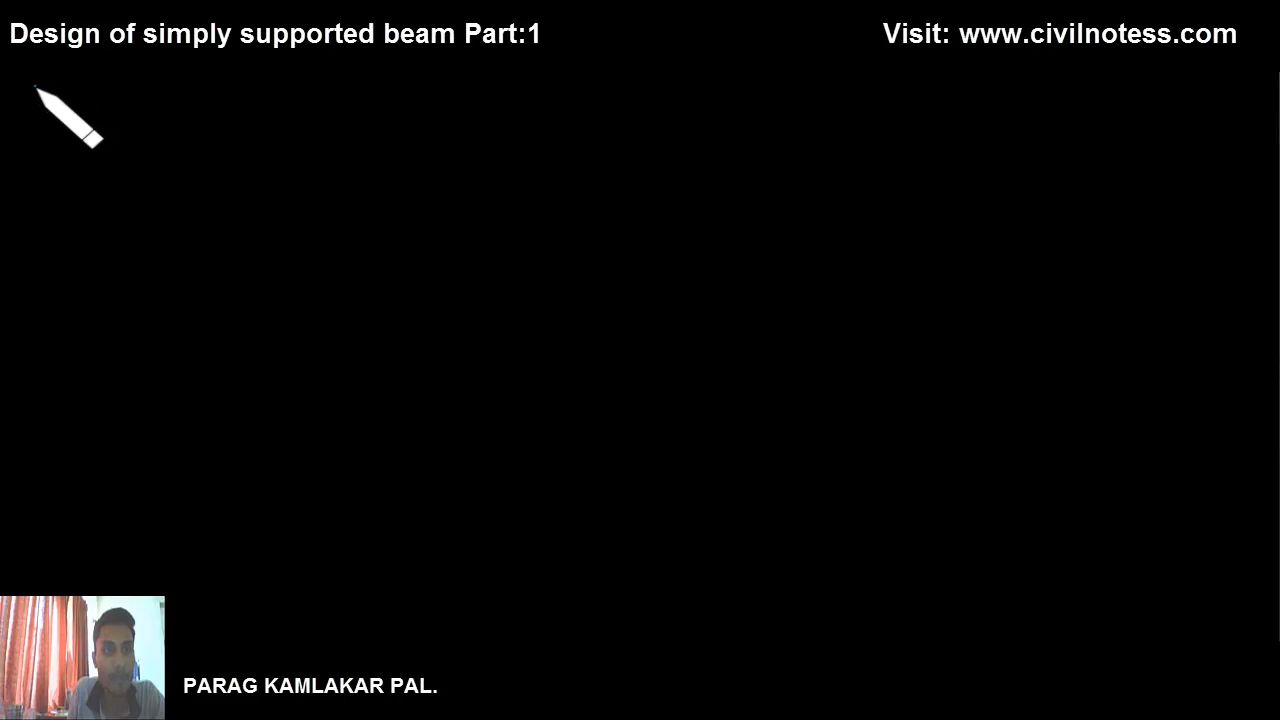 Design of simply supported beam Part:1
Visit: www.civilnotess.com
PARAG KAMLAKAR PAL.